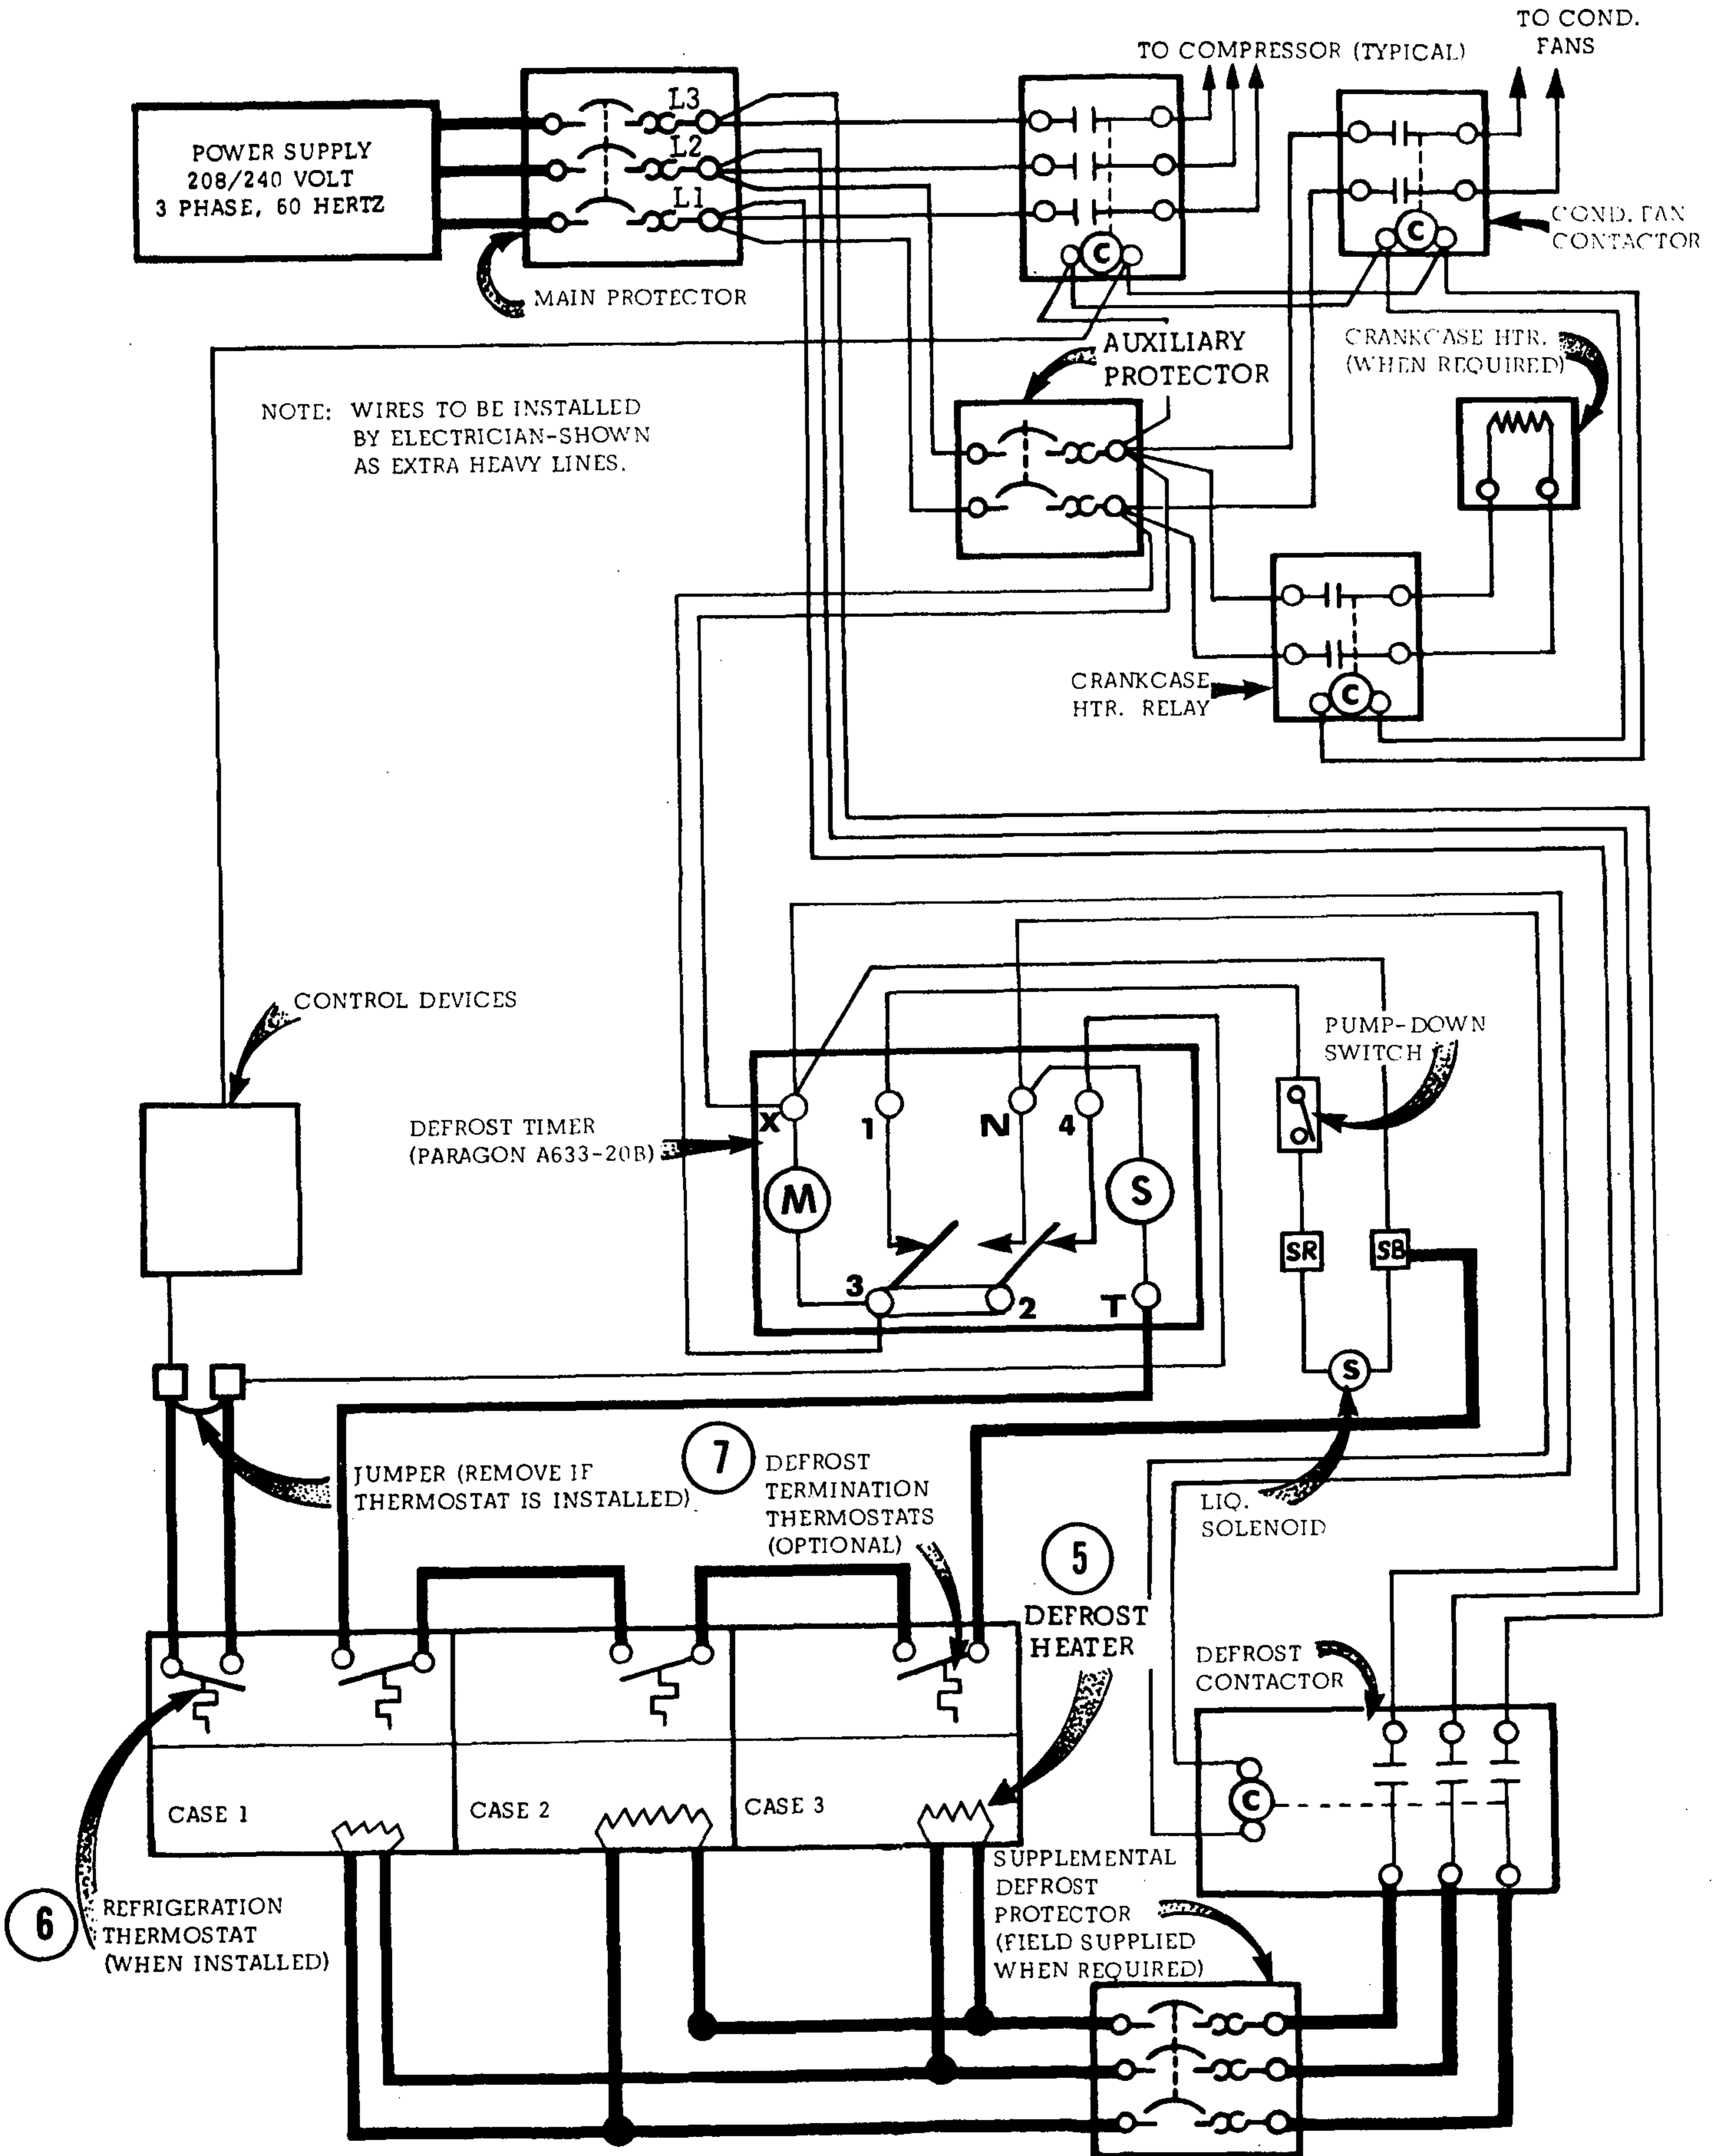 TO COND.
FANS
TO COMPRESSOR (TYPICAL)
L3
L2
L1
POWER SUPPLY
208/240 VOLT
3 PHASE, 60 HERTZ
C
C
COND. FAN
CONTACTOR
MAIN PROTECTOR
AUXILIARY
PROTECTOR
CRANKCASE HTR.
(WHEN REQUIRED)
NOTE: WIRES TO BE INSTALLED
BY ELECTRICIAN-SHOWN
AS EXTRA HEAVY LINES.
CRANKCASE
HTR. RELAY
C
CONTROL DEVICES
PUMP-DOWN
SWITCH
DEFROST TIMER
(PARAGON A633-20B)
X
1
N
4
M
S
SR
SB
3
2
T
S
JUMPER (REMOVE IF
THERMOSTAT IS INSTALLED)
7
DEFROST
TERMINATION
THERMOSTATS
(OPTIONAL)
LIQ.
SOLENOID
5
DEFROST
HEATER
DEFROST
CONTACTOR
C
CASE 1
CASE 2
CASE 3
6
REFRIGERATION
THERMOSTAT
(WHEN INSTALLED)
SUPPLEMENTAL
DEFROST
PROTECTOR
(FIELD SUPPLIED
WHEN REQUIRED)